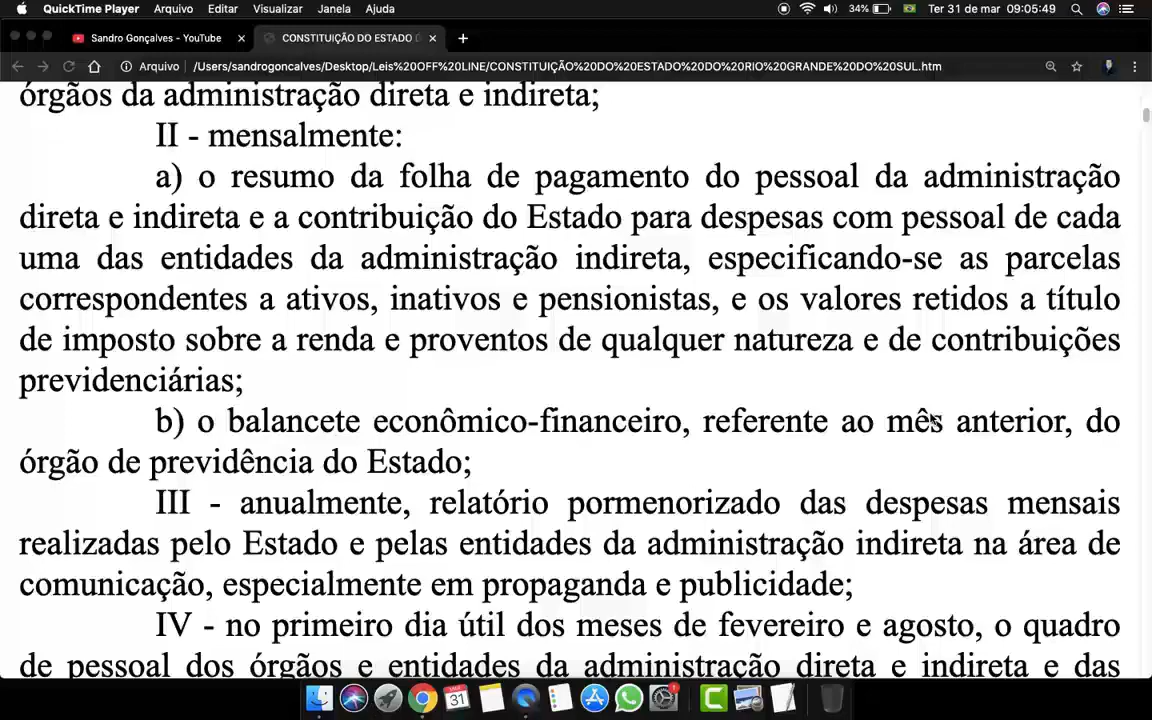 QuickTime Player Arquivo Editar Visualizar Janela Ajuda 34% Ter 31 de mar 09:05:49
Sandro Gonçalves - YouTube CONSTITUIÇÃO DO ESTADO
Arquivo /Users/sandrogoncalves/Desktop/Leis%20OFF%20LINE/CONSTITUIÇÃO%20DO%20ESTADO%20DO%20RIO%20GRANDE%20DO%20SUL.htm
órgãos da administração direta e indireta;
II - mensalmente:
a) o resumo da folha de pagamento do pessoal da administração
direta e indireta e a contribuição do Estado para despesas com pessoal de cada
uma das entidades da administração indireta, especificando-se as parcelas
correspondentes a ativos, inativos e pensionistas, e os valores retidos a título
de imposto sobre a renda e proventos de qualquer natureza e de contribuições
previdenciárias;
b) o balancete econômico-financeiro, referente ao mês anterior, do
órgão de previdência do Estado;
III - anualmente, relatório pormenorizado das despesas mensais
realizadas pelo Estado e pelas entidades da administração indireta na área de
comunicação, especialmente em propaganda e publicidade;
IV - no primeiro dia útil dos meses de fevereiro e agosto, o quadro
de pessoal dos órgãos e entidades da administração direta e indireta e das
31
1